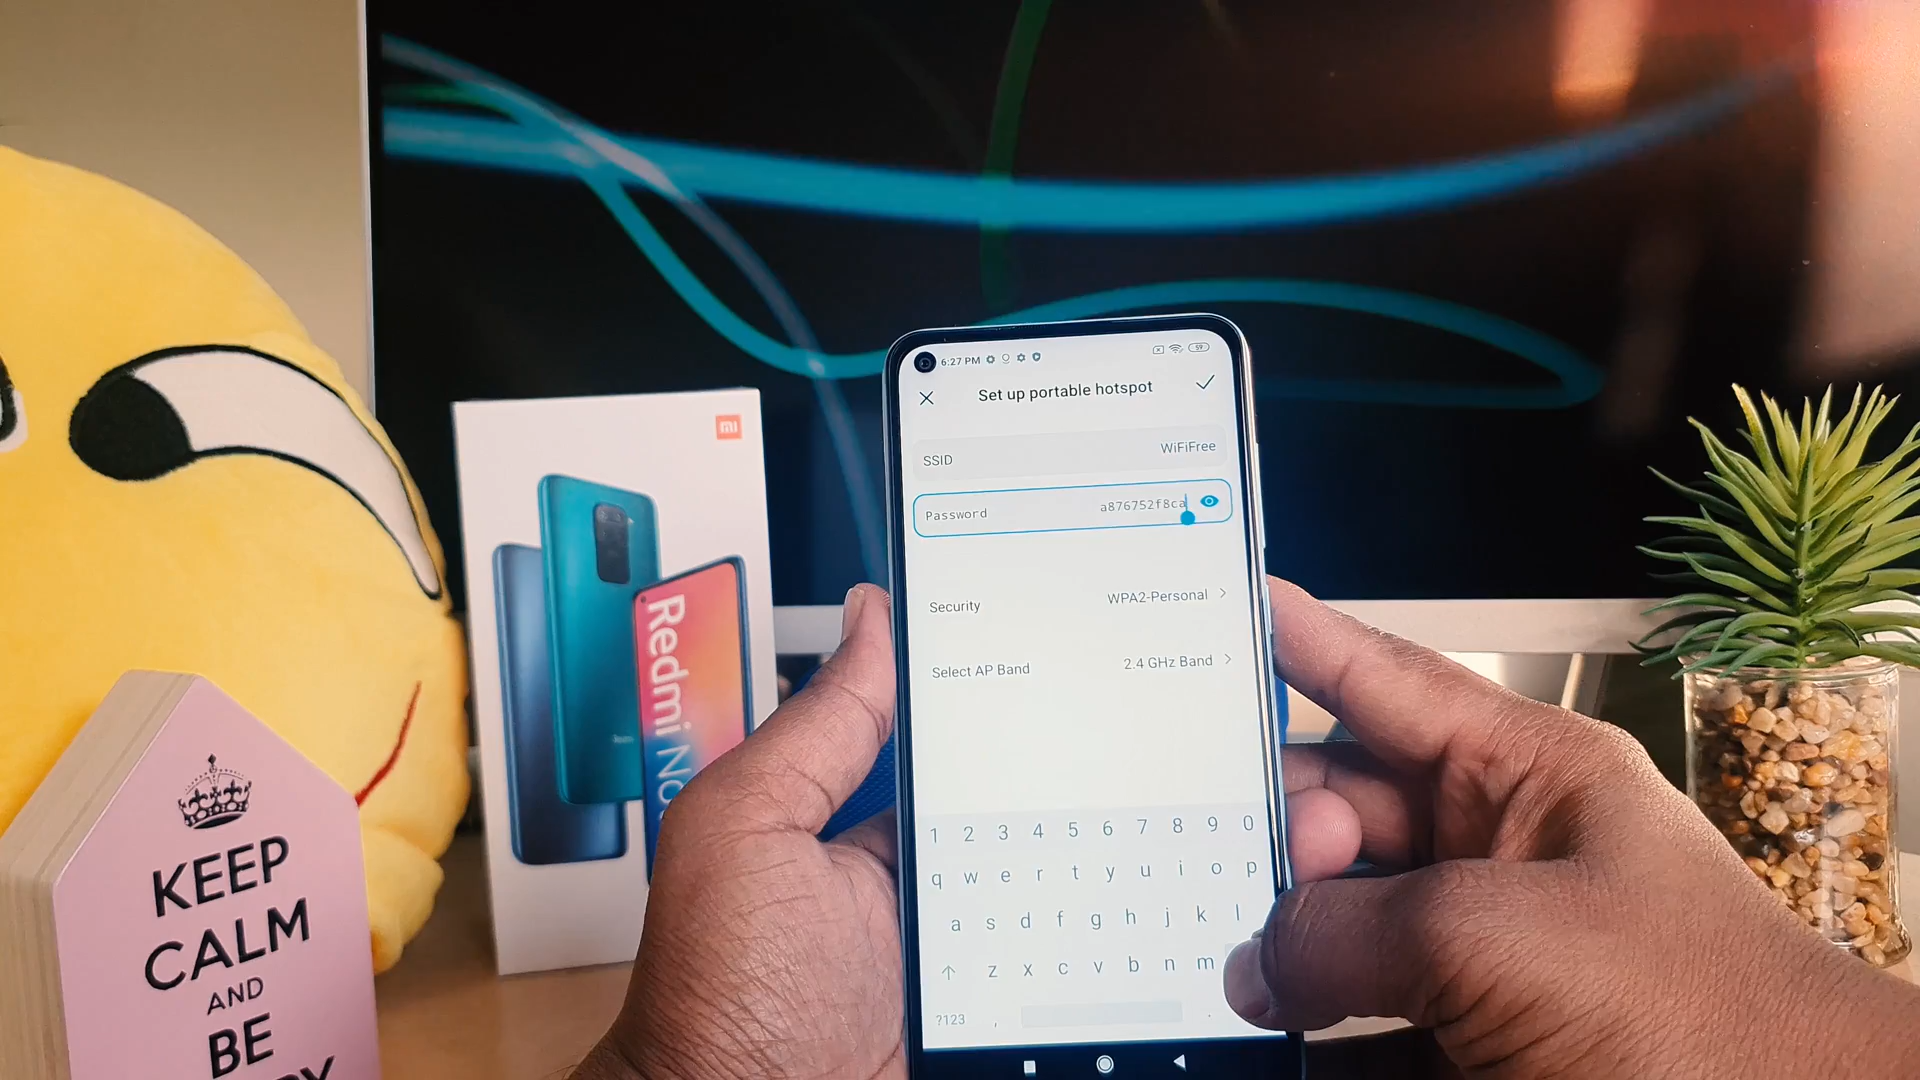 6:27 PM
59
Set up portable hotspot
SSID WiFiFree
Password a876752f8ca
Security WPA2-Personal
Select AP Band 2.4 GHz Band
1 2 3 4 5 6 7 8 9 0
q w e r t y u i o p
a s d f g h j k l
z x c v b n m
?123 , .
mi
Redmi No
KEEP
CALM
AND
BE